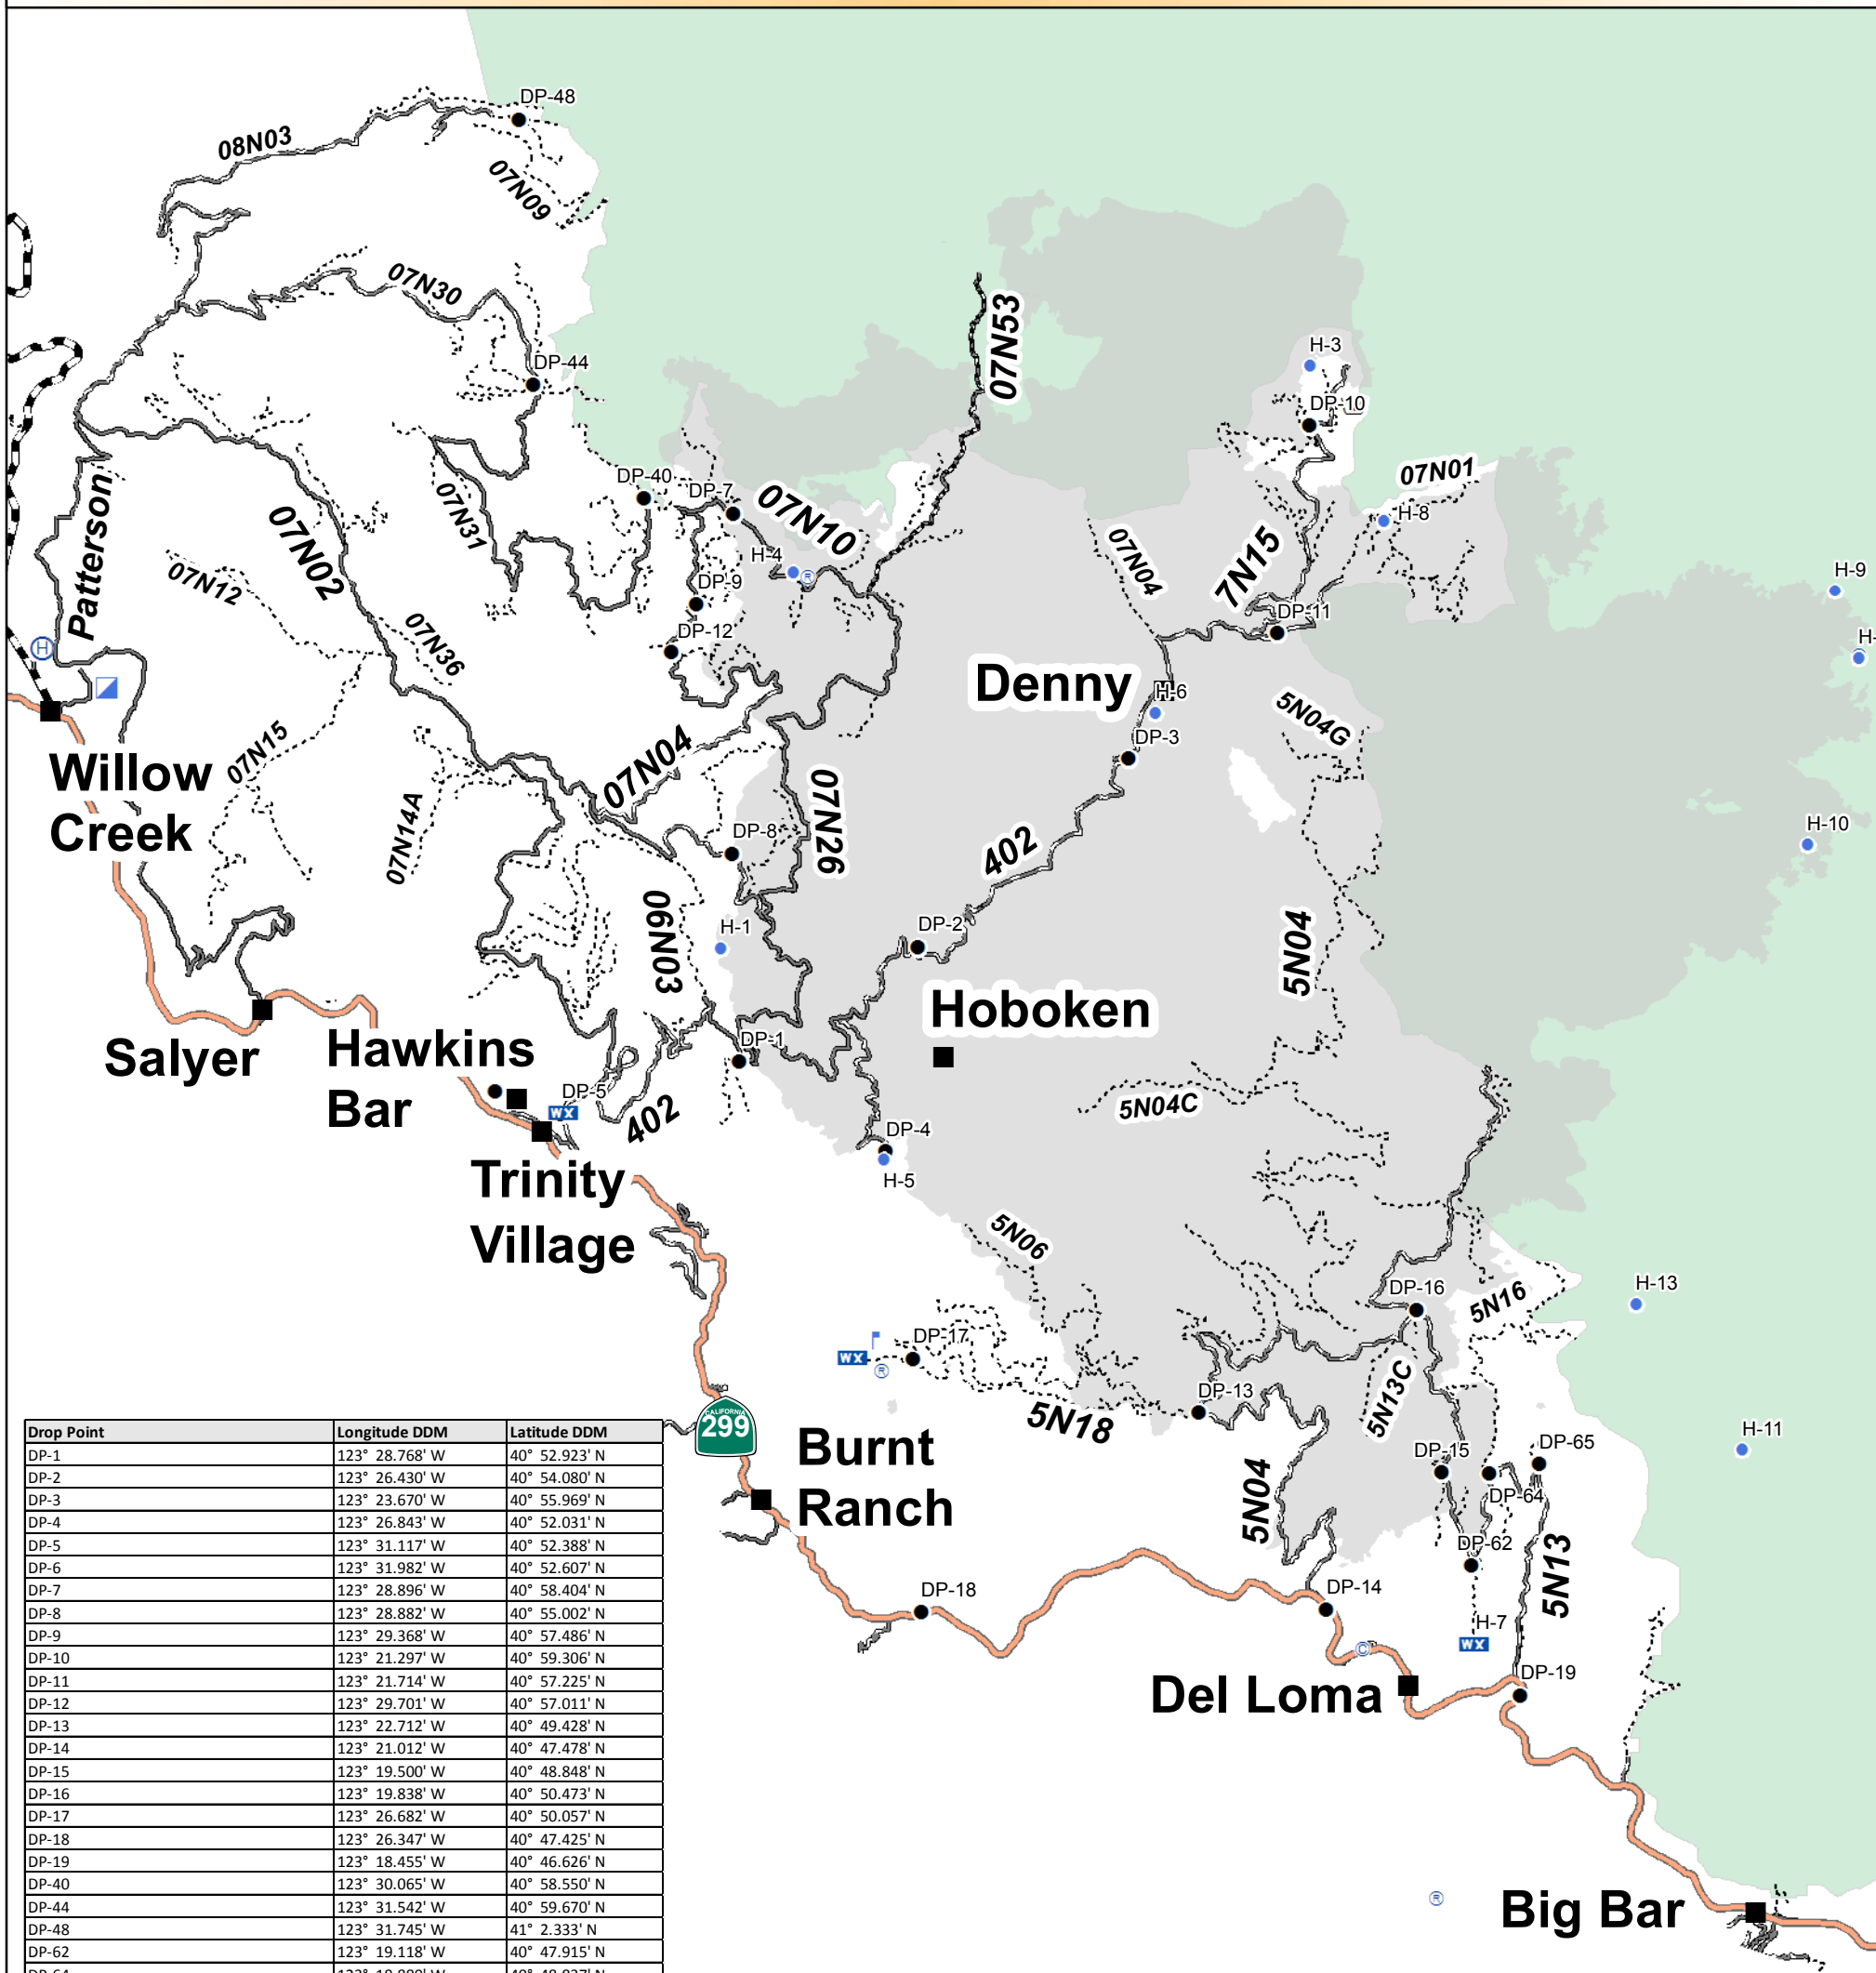 DP-48
08N03
07N09
07N30
07N53
H-3
DP-44
DP-10
07N01
DP-40
DP-7
07N10
H-8
07N31
Patterson
07N02
07N04
7N15
H-4
®
H-9
07N12
DP-9
DP-11
07N36
DP-12
H
H-
Denny
H-6
5N04G
DP-3
Willow
Creek
07N15
07N04
07N26
07N14A
DP-8
402
H-10
06N03
H-1
DP-2
5N04
Hoboken
Salyer
Hawkins
Bar
DP-1
DP-5
WX
402
5N04C
DP-4
H-5
Trinity
Village
5N06
DP-16
5N16
H-13
DP-17
WX
®
5N13C
DP-13
5N18
CALIFORNIA
299
Burnt
Ranch
DP-15
DP-65
H-11
DP-64
5N04
DP-62
5N13
DP-18
DP-14
H-7
WX
©
DP-19
Del Loma
®
Big Bar
Drop Point Longitude DDM Latitude DDM
DP-1 123° 28.768' W 40° 52.923' N
DP-2 123° 26.430' W 40° 54.080' N
DP-3 123° 23.670' W 40° 55.969' N
DP-4 123° 26.843' W 40° 52.031' N
DP-5 123° 31.117' W 40° 52.388' N
DP-6 123° 31.982' W 40° 52.607' N
DP-7 123° 28.896' W 40° 58.404' N
DP-8 123° 28.882' W 40° 55.002' N
DP-9 123° 29.368' W 40° 57.486' N
DP-10 123° 21.297' W 40° 59.306' N
DP-11 123° 21.714' W 40° 57.225' N
DP-12 123° 29.701' W 40° 57.011' N
DP-13 123° 22.712' W 40° 49.428' N
DP-14 123° 21.012' W 40° 47.478' N
DP-15 123° 19.500' W 40° 48.848' N
DP-16 123° 19.838' W 40° 50.473' N
DP-17 123° 26.682' W 40° 50.057' N
DP-18 123° 26.347' W 40° 47.425' N
DP-19 123° 18.455' W 40° 46.626' N
DP-40 123° 30.065' W 40° 58.550' N
DP-44 123° 31.542' W 40° 59.670' N
DP-48 123° 31.745' W 41° 2.333' N
DP-62 123° 19.118' W 40° 47.915' N